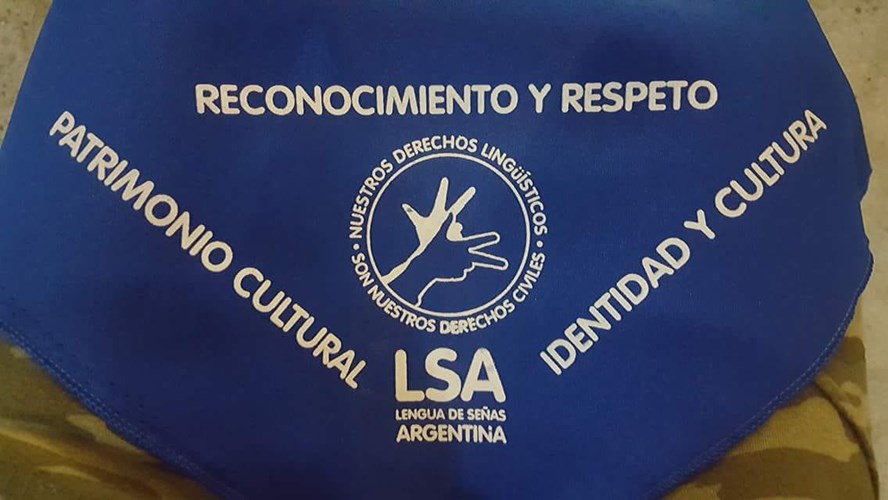 RECONOCIMIENTO Y RESPETO
PATRIMONIO CULTURAL
IDENTIDAD Y CULTURA
• NUESTROS DERECHOS LINGÜÍSTICOS •
SON NUESTROS DERECHOS CIVILES
LSA
LENGUA DE SEÑAS
ARGENTINA